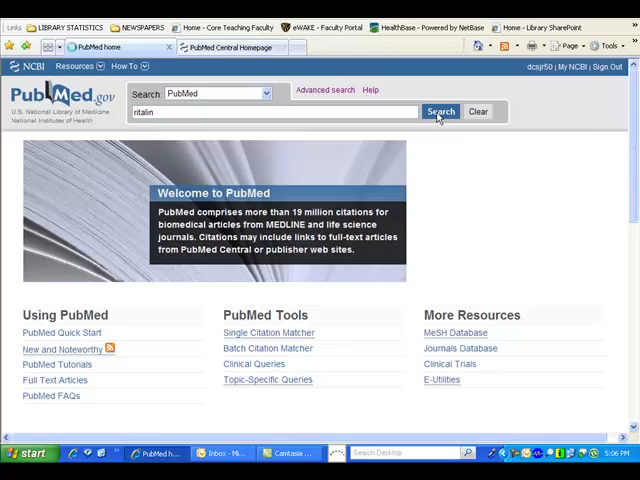 LIBRARY STATISTICS NEWSPAPERS Home - Core Teaching Faculty eWAKE - Faculty Portal HealthBase - Powered by NetBase Home - Library SharePoint
PubMed home PubMed Central Homepage Page Tools
NCBI Resources How To dcsjr50 | My NCBI | Sign Out
PubMed.gov
U.S. National Library of Medicine
National Institutes of Health
Search: PubMed Advanced search Help
ritalin Search Clear
Welcome to PubMed
PubMed comprises more than 19 million citations for
biomedical articles from MEDLINE and life science
journals. Citations may include links to full-text articles
from PubMed Central or publisher web sites.
Using PubMed
PubMed Quick Start
New and Noteworthy
PubMed Tutorials
Full Text Articles
PubMed FAQs
PubMed Tools
Single Citation Matcher
Batch Citation Matcher
Clinical Queries
Topic-Specific Queries
More Resources
MeSH Database
Journals Database
Clinical Trials
E-Utilities
start PubMed h... Inbox - Mi... Camtasia ... Search Desktop 5:06 PM